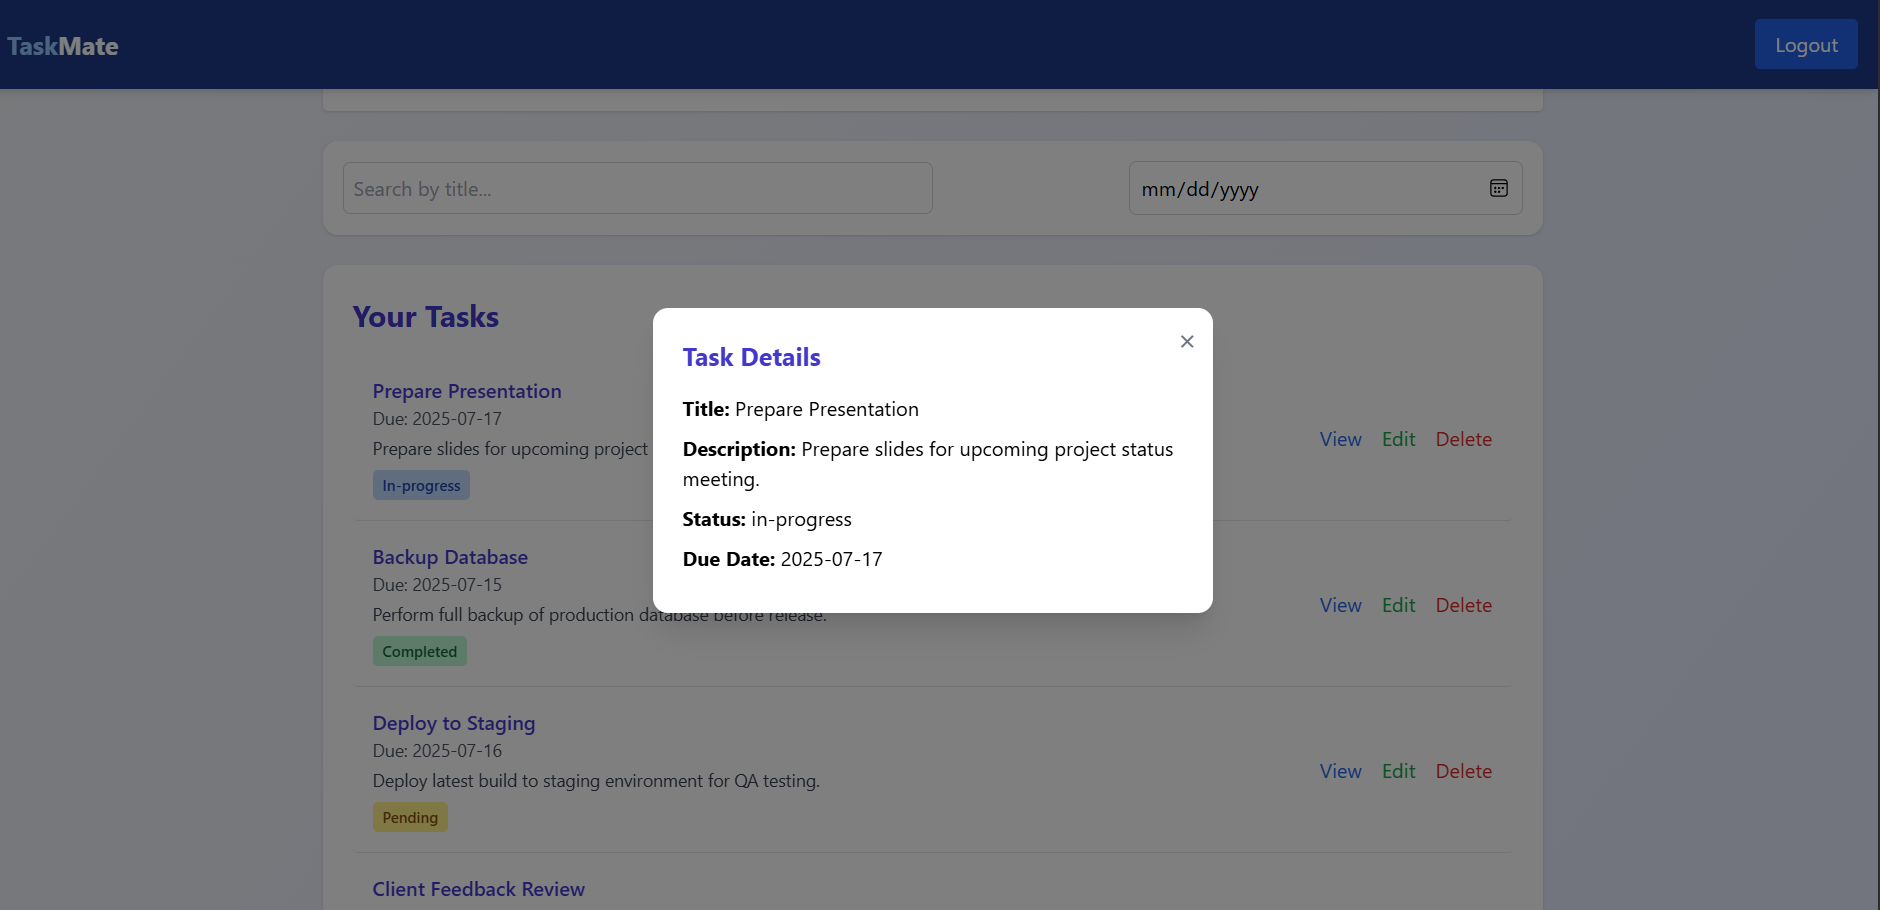 TaskMate
Logout
Search by title...
mm/dd/yyyy
Your Tasks
Prepare Presentation
Due: 2025-07-17
Prepare slides for upcoming project
In-progress
View Edit Delete
Task Details
Title: Prepare Presentation
Description: Prepare slides for upcoming project status
meeting.
Status: in-progress
Due Date: 2025-07-17
Backup Database
Due: 2025-07-15
Perform full backup of production database before release.
Completed
View Edit Delete
Deploy to Staging
Due: 2025-07-16
Deploy latest build to staging environment for QA testing.
Pending
View Edit Delete
Client Feedback Review